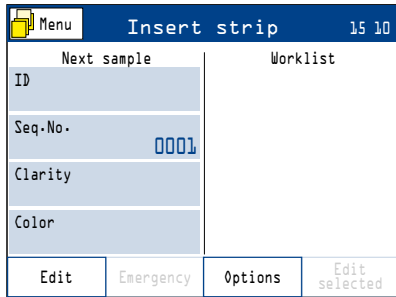 Menu
Insert strip
15 10
Next sample
Worklist
ID
Seq.No.
0001
Clarity
Color
Edit
Emergency
Options
Edit
selected